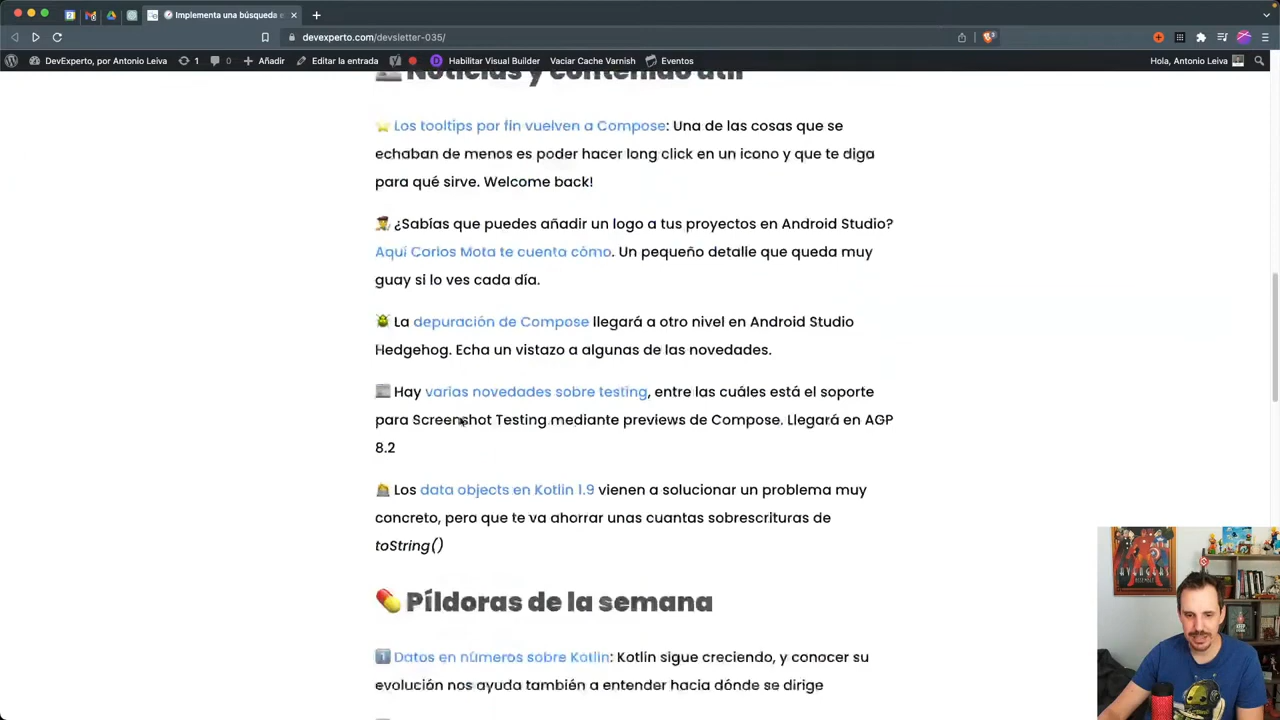 Implementa una búsqueda
devexperto.com/devsletter-035/
DevExperto, por Antonio Leiva
1
0
Añadir
Editar la entrada
Habilitar Visual Builder
Vaciar Cache Varnish
Eventos
Hola, Antonio Leiva
Noticias y contenido útil
Los tooltips por fin vuelven a Compose: Una de las cosas que se
echaban de menos es poder hacer long click en un icono y que te diga
para qué sirve. Welcome back!
¿Sabías que puedes añadir un logo a tus proyectos en Android Studio?
Aquí Carlos Mota te cuenta cómo. Un pequeño detalle que queda muy
guay si lo ves cada día.
La depuración de Compose llegará a otro nivel en Android Studio
Hedgehog. Echa un vistazo a algunas de las novedades.
Hay varias novedades sobre testing, entre las cuáles está el soporte
para Screenshot Testing mediante previews de Compose. Llegará en AGP
8.2
Los data objects en Kotlin 1.9 vienen a solucionar un problema muy
concreto, pero que te va ahorrar unas cuantas sobrescrituras de
toString()
Píldoras de la semana
1 Datos en números sobre Kotlin: Kotlin sigue creciendo, y conocer su
evolución nos ayuda también a entender hacia dónde se dirige